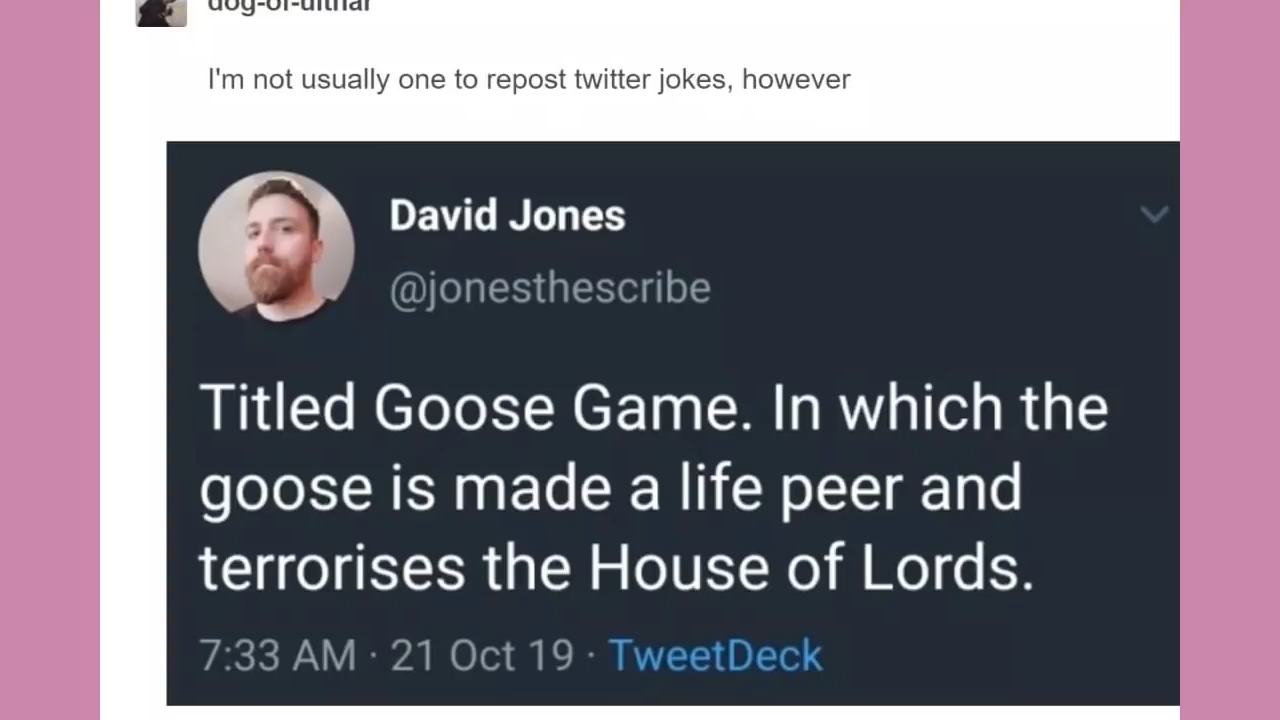 dog-of-ulthar
I'm not usually one to repost twitter jokes, however
David Jones
@jonesthescribe
Titled Goose Game. In which the
goose is made a life peer and
terrorises the House of Lords.
7:33 AM · 21 Oct 19 · TweetDeck